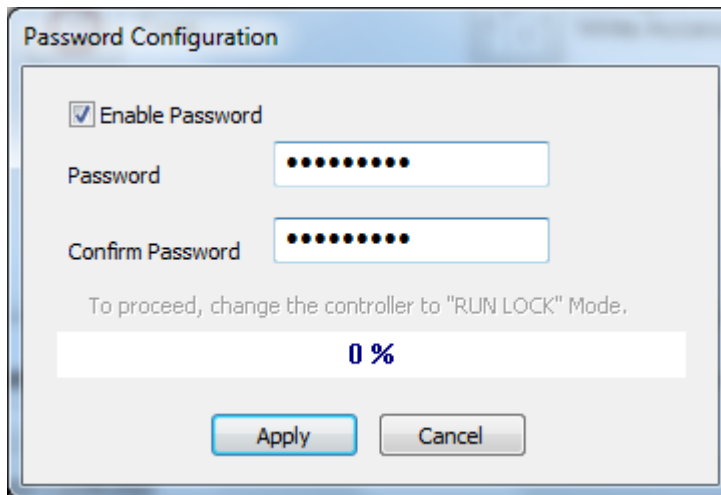 Password Configuration
Enable Password
Password
•••••••••
Confirm Password
•••••••••
To proceed, change the controller to "RUN LOCK" Mode.
0 %
Apply
Cancel